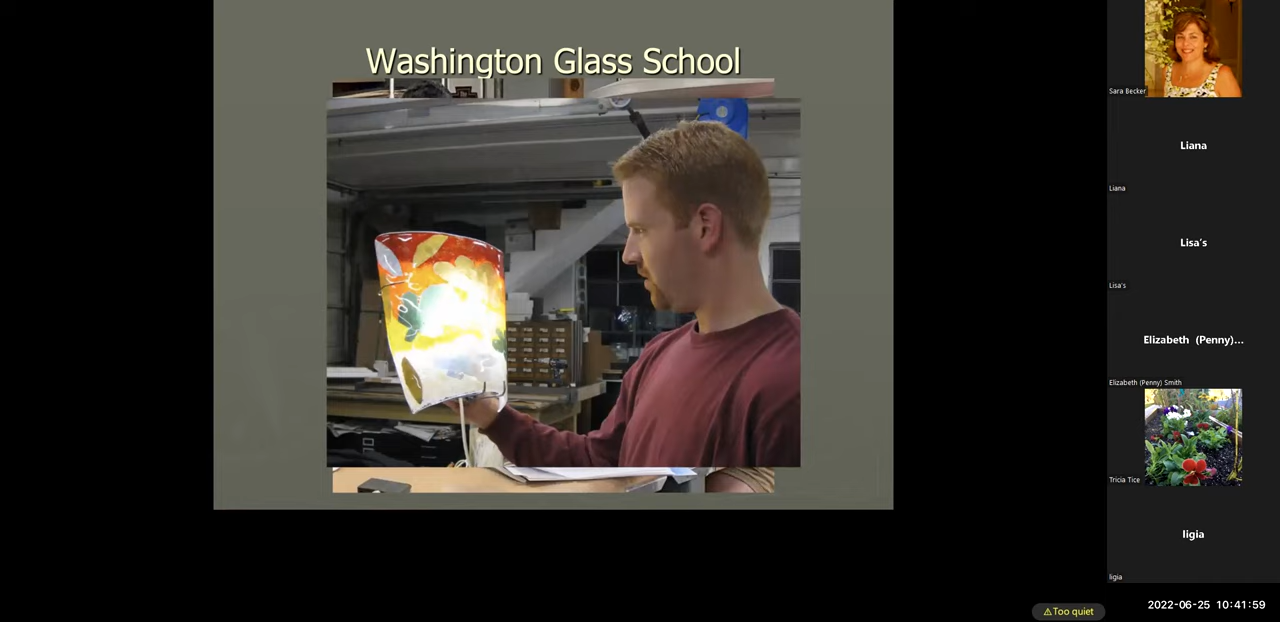 Washington Glass School
Sara Becker
Liana
Liana
Lisa's
Lisa's
Elizabeth (Penny)...
Elizabeth (Penny) Smith
Tricia Tice
ligia
ligia
⚠Too quiet
2022-06-25 10:41:59